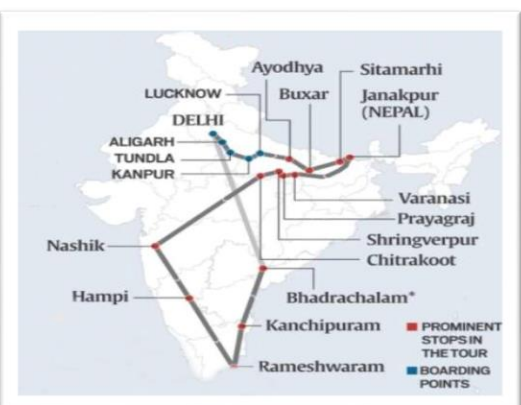 Ayodhya
Sitamarhi
LUCKNOW
Buxar
Janakpur
(NEPAL)
DELHI
ALIGARH
TUNDLA
KANPUR
Varanasi
Prayagraj
Shringverpur
Chitrakoot
Nashik
Hampi
Bhadrachalam*
Kanchipuram
Rameshwaram
PROMINENT
STOPS IN
THE TOUR
BOARDING
POINTS